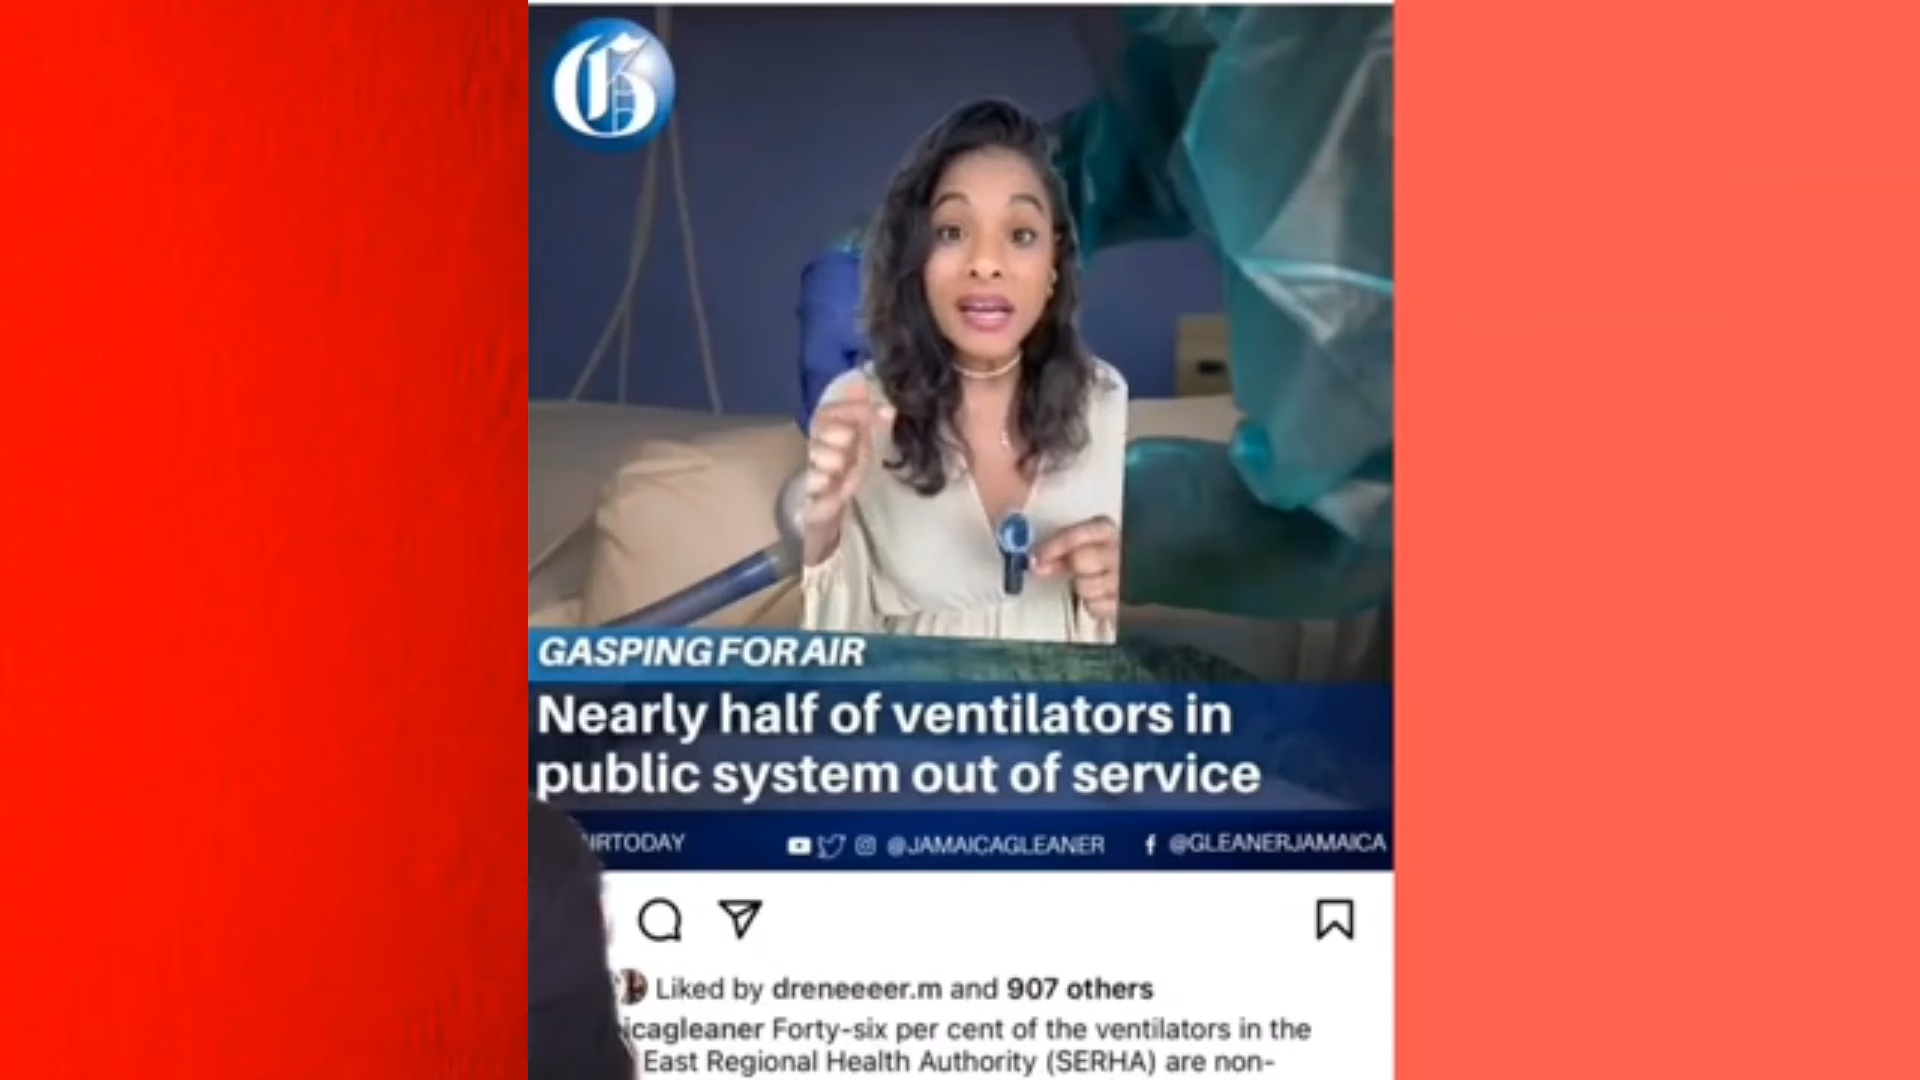 G
GASPING FOR AIR
Nearly half of ventilators in
public system out of service
@JAMAICAGLEANER f @GLEANERJAMAICA
Liked by dreneeeer.m and 907 others
Forty-six per cent of the ventilators in the
East Regional Health Authority (SERHA) are non-